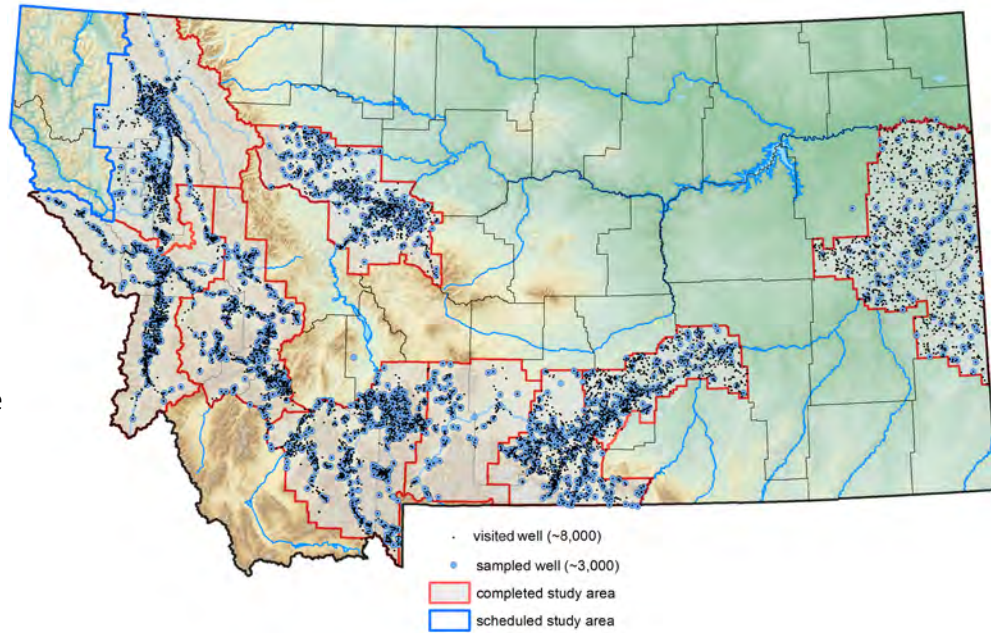 e
visited well (~8,000)
sampled well (~3,000)
completed study area
scheduled study area